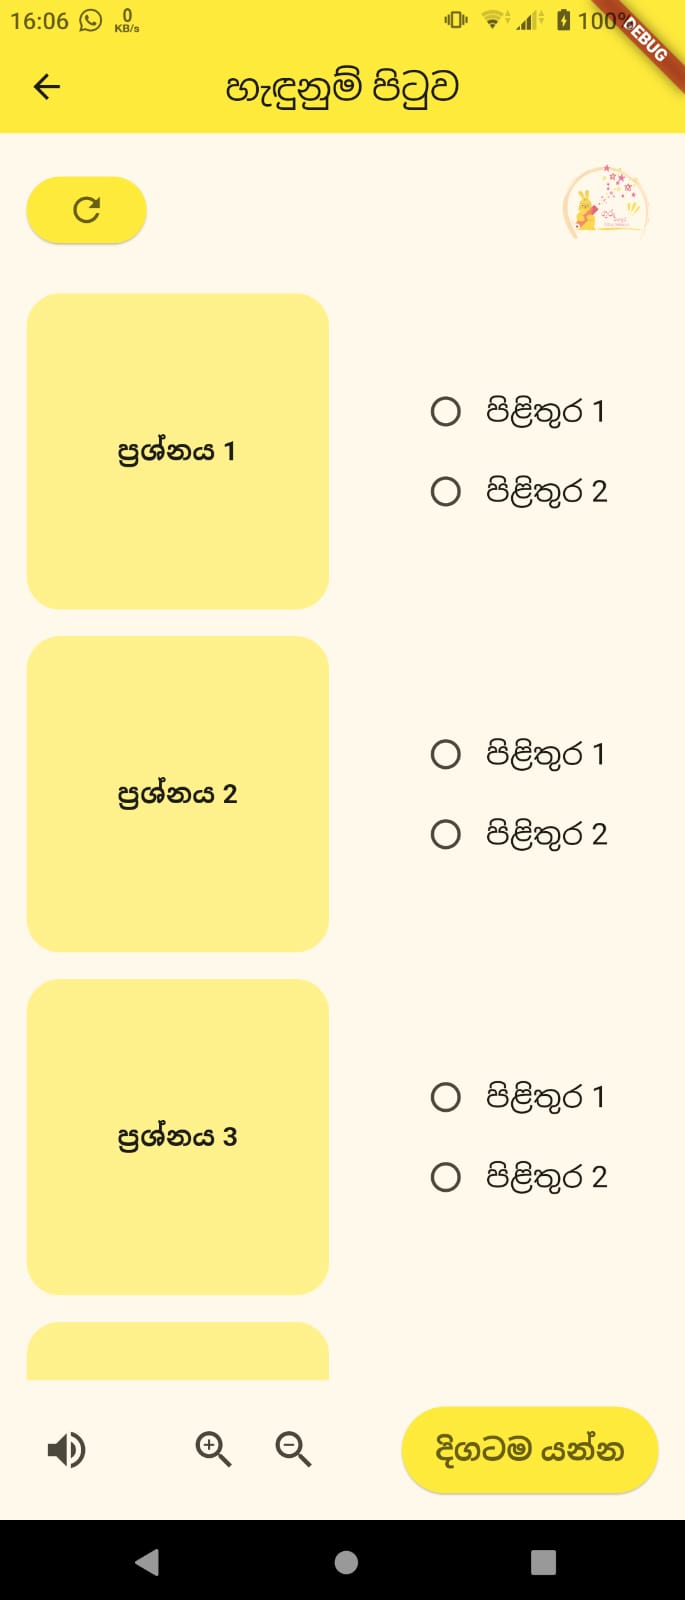 16:06
0
KB/s
100%
DEBUG
හැඳුනුම් පිටුව
ප්‍රශ්නය 1
පිළිතුර 1
පිළිතුර 2
ප්‍රශ්නය 2
පිළිතුර 1
පිළිතුර 2
ප්‍රශ්නය 3
පිළිතුර 1
පිළිතුර 2
දිගටම යන්න